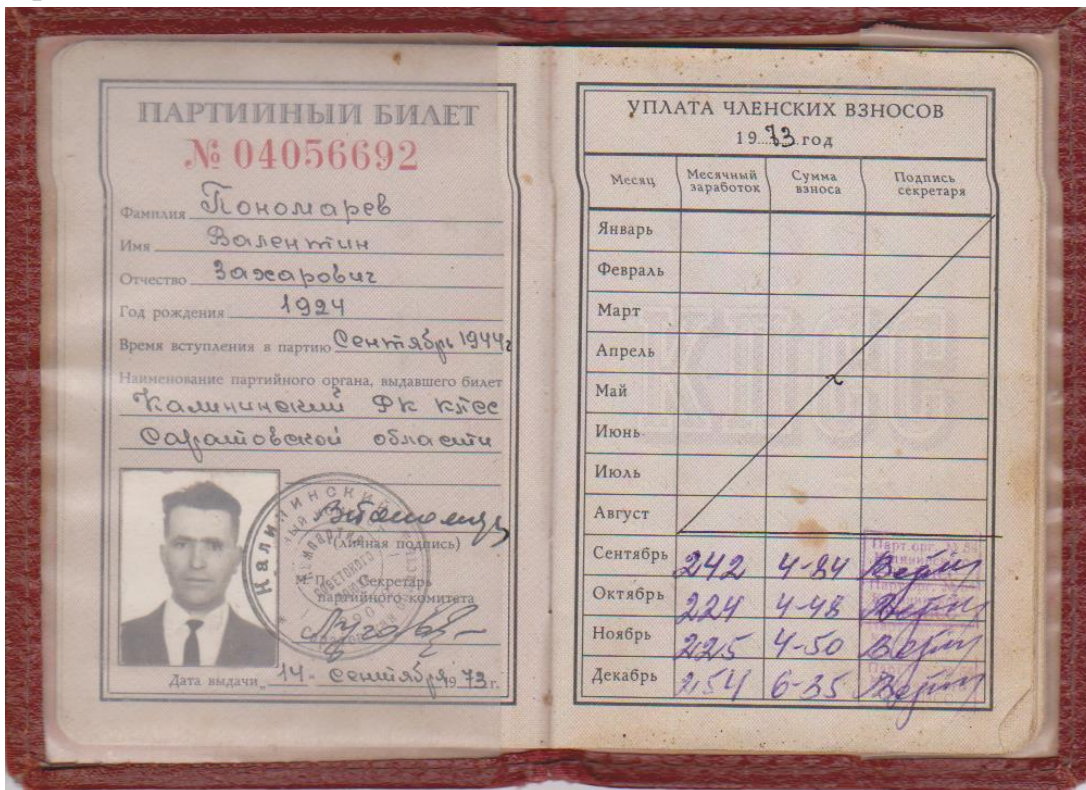 ПАРТИЙНЫЙ БИЛЕТ
№ 04056692
Фамилия Пономарев
Имя Валентин
Отчество Захарович
Год рождения 1924
Время вступления в партию Сентябрь 1944г
Наименование партийного органа, выдавшего билет
Калининский РК КПСС
Саратовской области
(личная подпись)
М. П. Секретарь
партийного комитета
Дата выдачи „14" сентября 1973 г.
УПЛАТА ЧЛЕНСКИХ ВЗНОСОВ
1973 год
Месяц Месячный заработок Сумма взноса Подпись секретаря
Январь
Февраль
Март
Апрель
Май
Июнь
Июль
Август
Сентябрь 242 4-84
Октябрь 224 4-48
Ноябрь 225 4-50
Декабрь 254 6-35